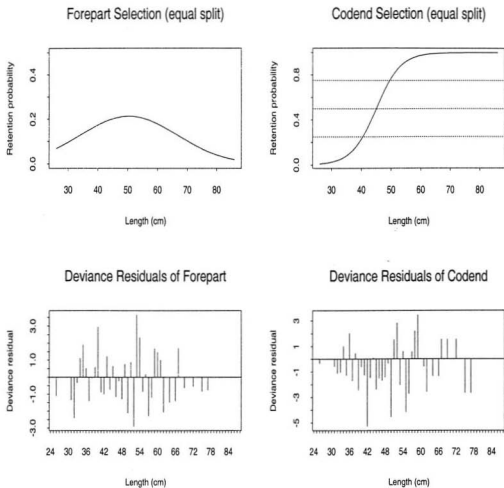 Forepart Selection (equal split)
Retention probability
0.4
0.2
0.0
30 40 50 60 70 80
Length (cm)
Codend Selection (equal split)
Retention probability
0.8
0.4
0.0
30 40 50 60 70 80
Length (cm)
Deviance Residuals of Forepart
Deviance residual
3.0
1.0
-1.0
-3.0
24 30 36 42 48 54 60 66 72 78 84
Length (cm)
Deviance Residuals of Codend
Deviance residual
3
1
-1
-3
-5
24 30 36 42 48 54 60 66 72 78 84
Length (cm)